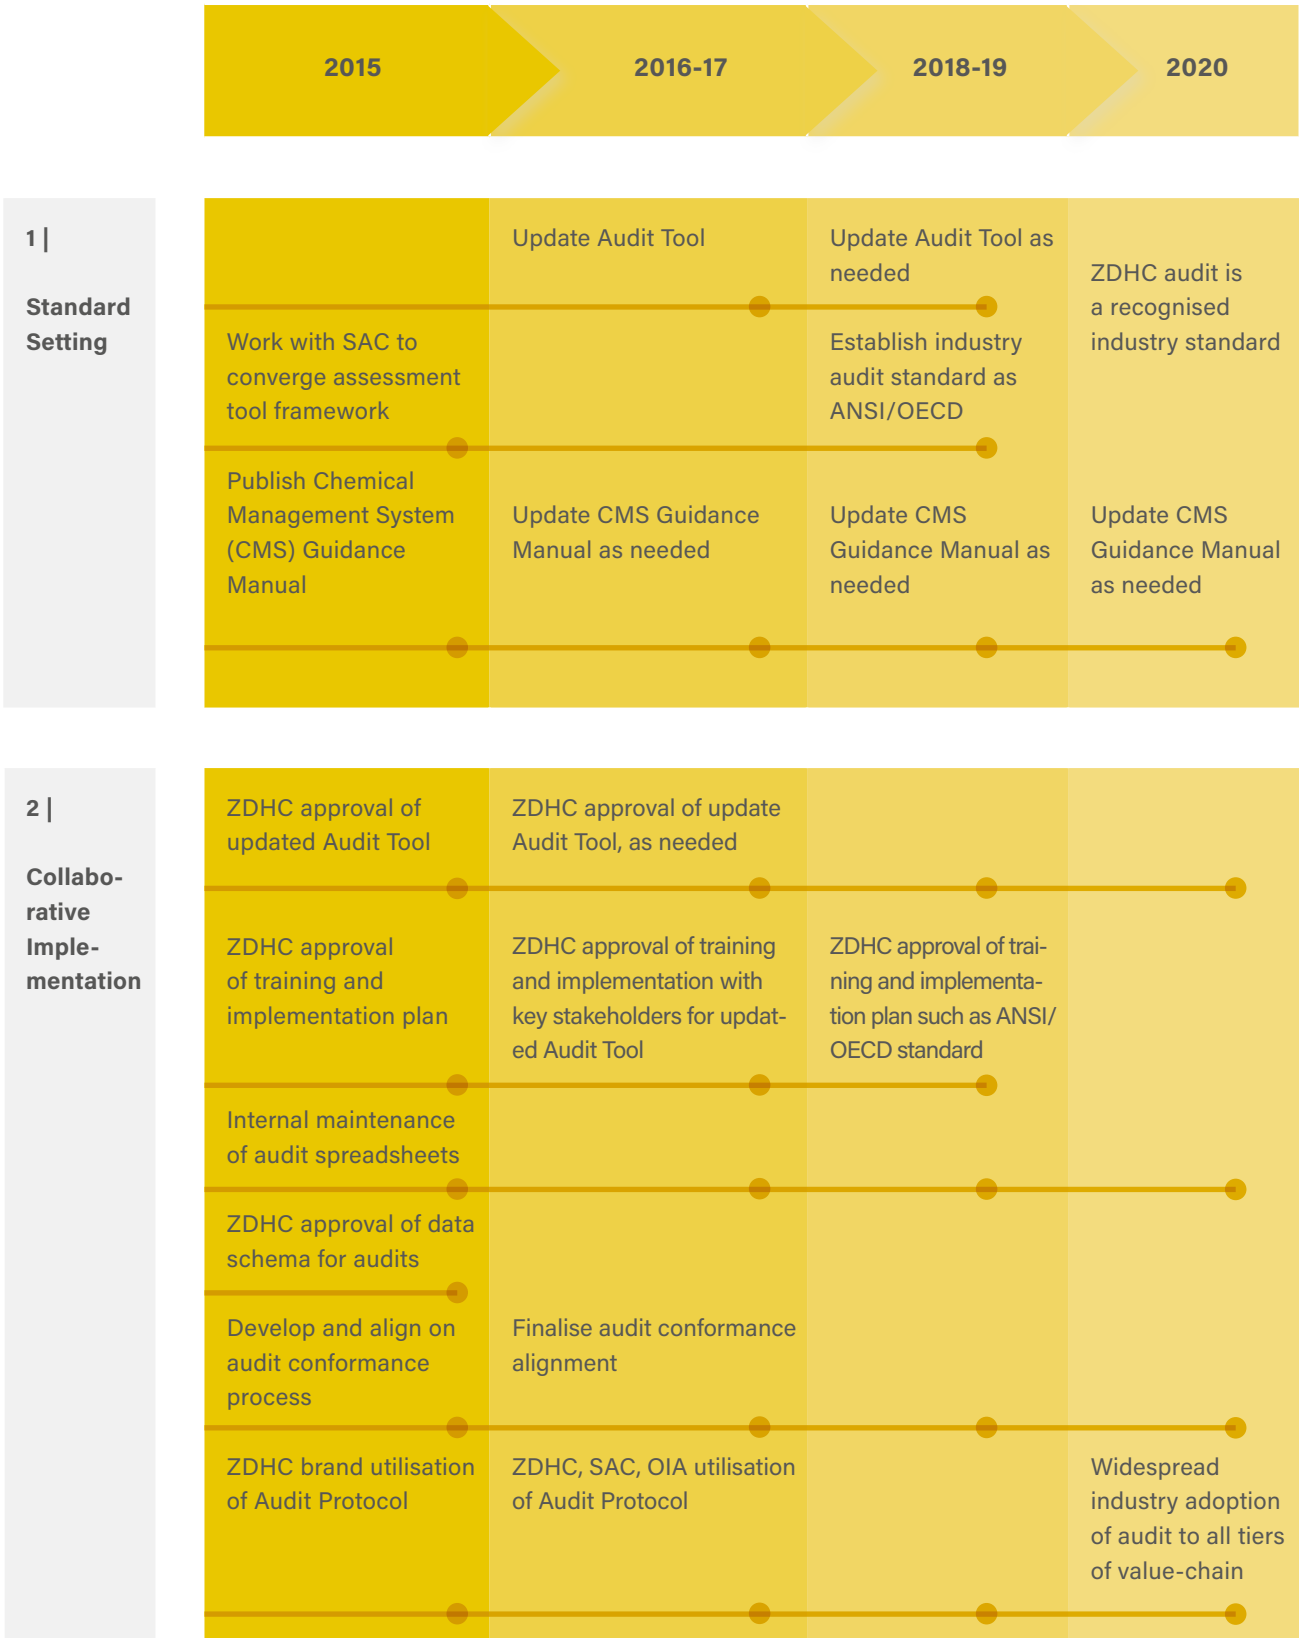 2015
2016-17
2018-19
2020
1 |
Standard
Setting
Update Audit Tool
Update Audit Tool as
needed
ZDHC audit is
a recognised
industry standard
Work with SAC to
converge assessment
tool framework
Establish industry
audit standard as
ANSI/OECD
Publish Chemical
Management System
(CMS) Guidance
Manual
Update CMS Guidance
Manual as needed
Update CMS
Guidance Manual as
needed
Update CMS
Guidance Manual
as needed
2 |
Collabo-
rative
Imple-
mentation
ZDHC approval of
updated Audit Tool
ZDHC approval of update
Audit Tool, as needed
ZDHC approval
of training and
implementation plan
ZDHC approval of training
and implementation with
key stakeholders for updat-
ed Audit Tool
ZDHC approval of trai-
ning and implementa-
tion plan such as ANSI/
OECD standard
Internal maintenance
of audit spreadsheets
ZDHC approval of data
schema for audits
Develop and align on
audit conformance
process
Finalise audit conformance
alignment
ZDHC brand utilisation
of Audit Protocol
ZDHC, SAC, OIA utilisation
of Audit Protocol
Widespread
industry adoption
of audit to all tiers
of value-chain